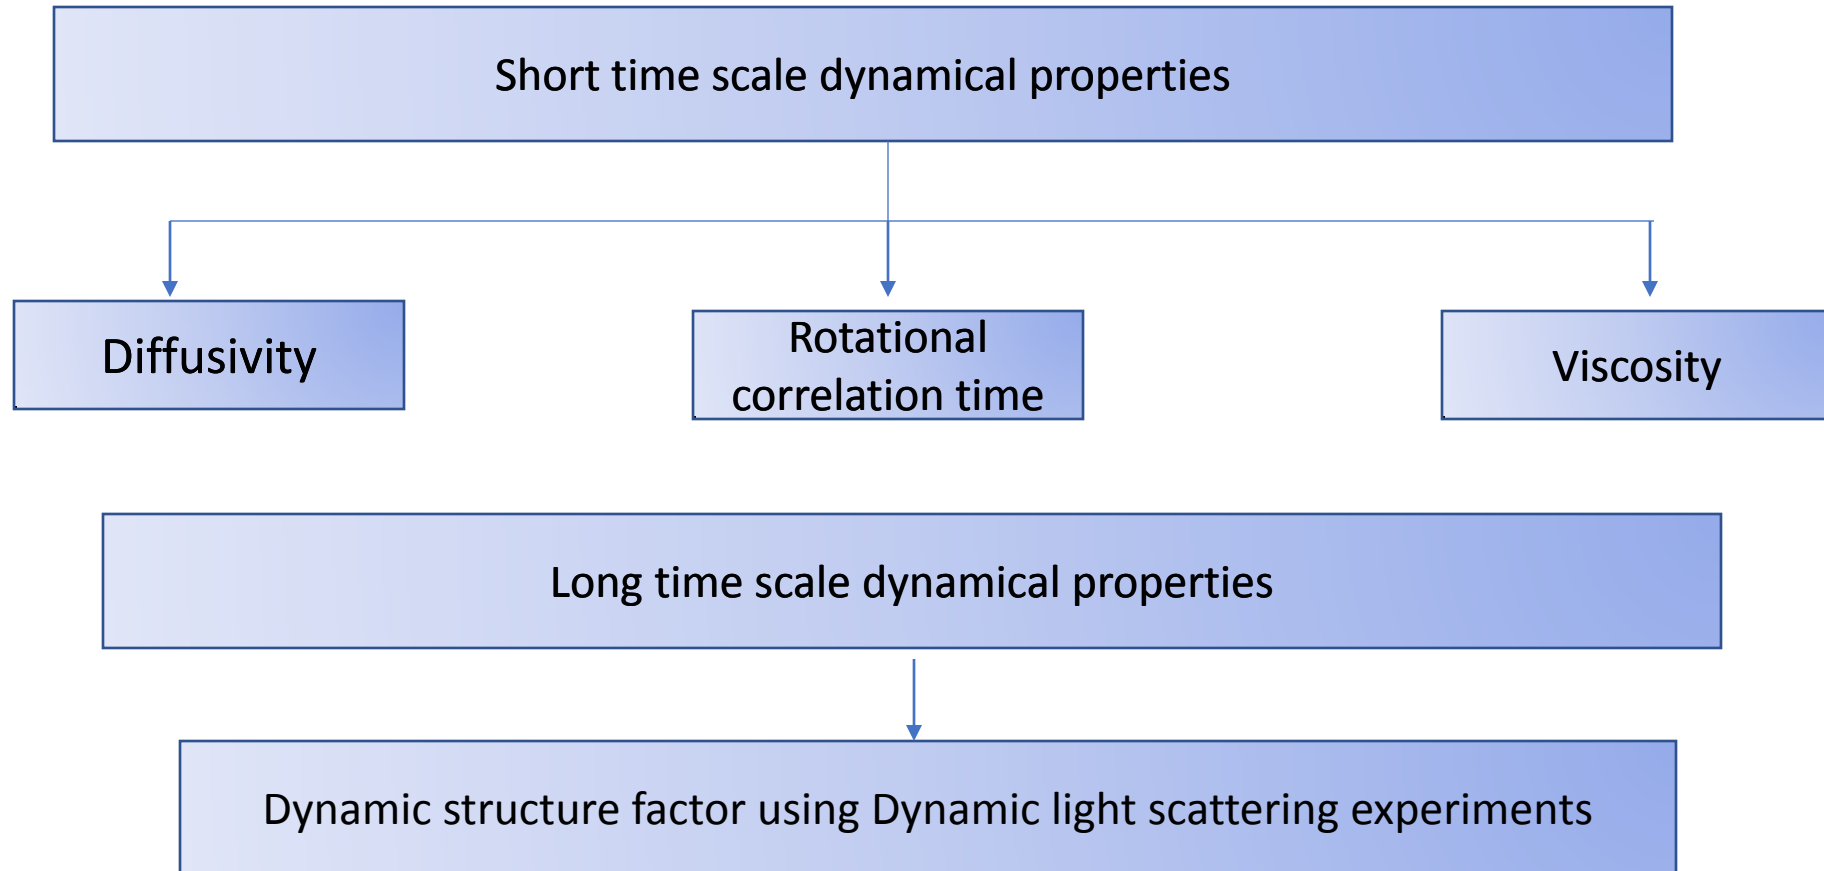 Short time scale dynamical properties
Diffusivity
Rotational
correlation time
Viscosity
Long time scale dynamical properties
Dynamic structure factor using Dynamic light scattering experiments